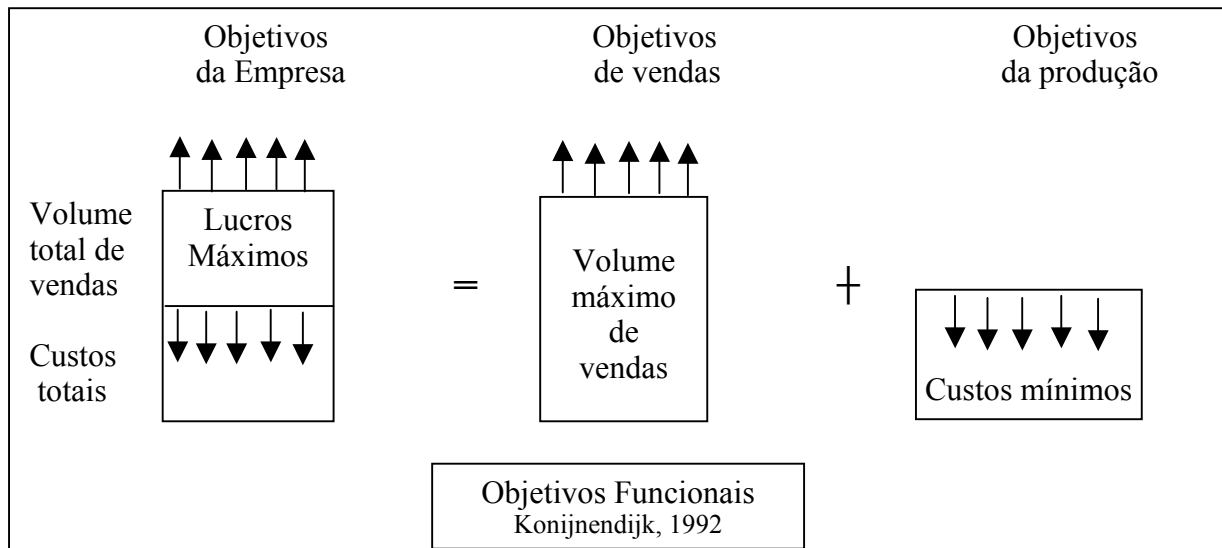 Objetivos
da Empresa
Objetivos
de vendas
Objetivos
da produção
Volume
total de
vendas
Lucros
Máximos
Custos
totais
=
Volume
máximo
de
vendas
+
Custos mínimos
Objetivos Funcionais
Konijnendijk, 1992